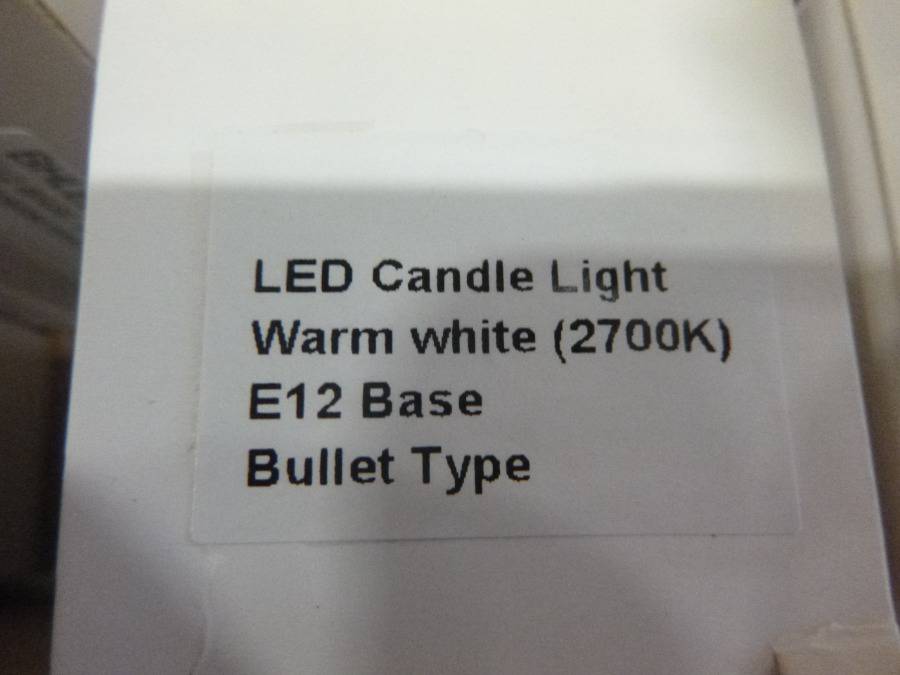 LED Candle Light
Warm white (2700K)
E12 Base
Bullet Type